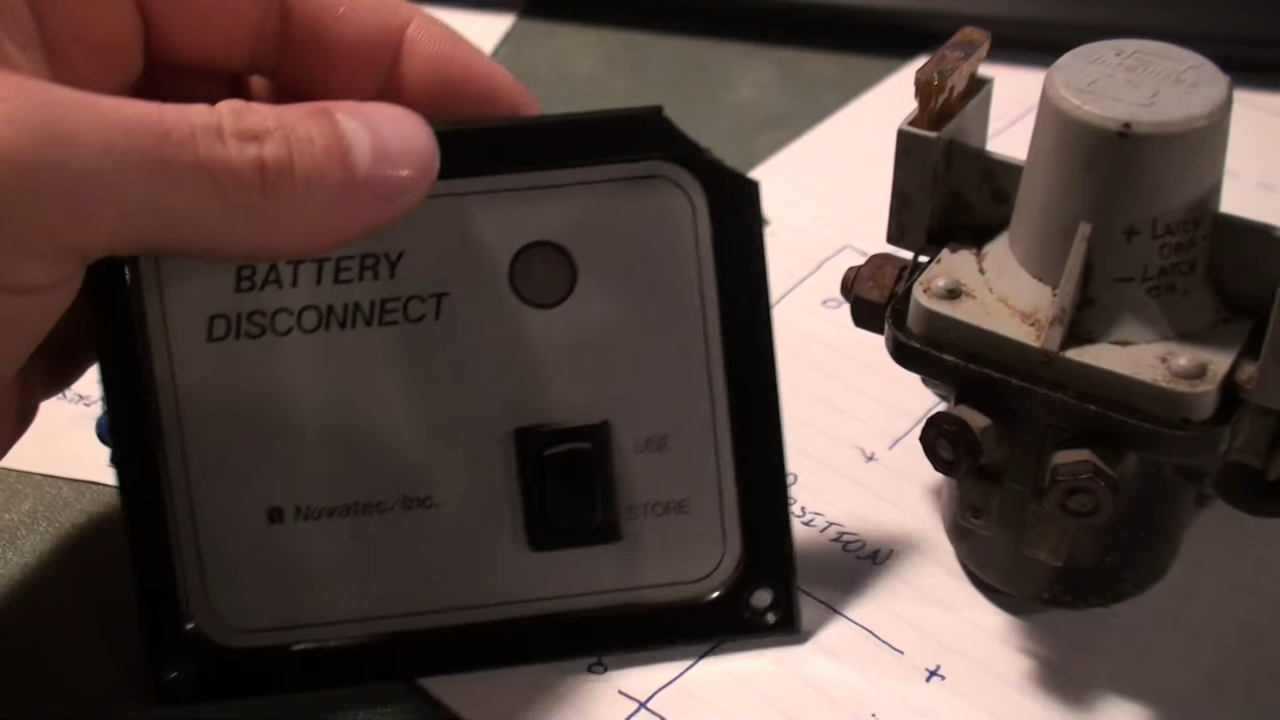 BATTERY
DISCONNECT
USE
STORE
Novatec, Inc.
+ LATCH
OFF-
- LATCH
ON.
POSITION
+
+